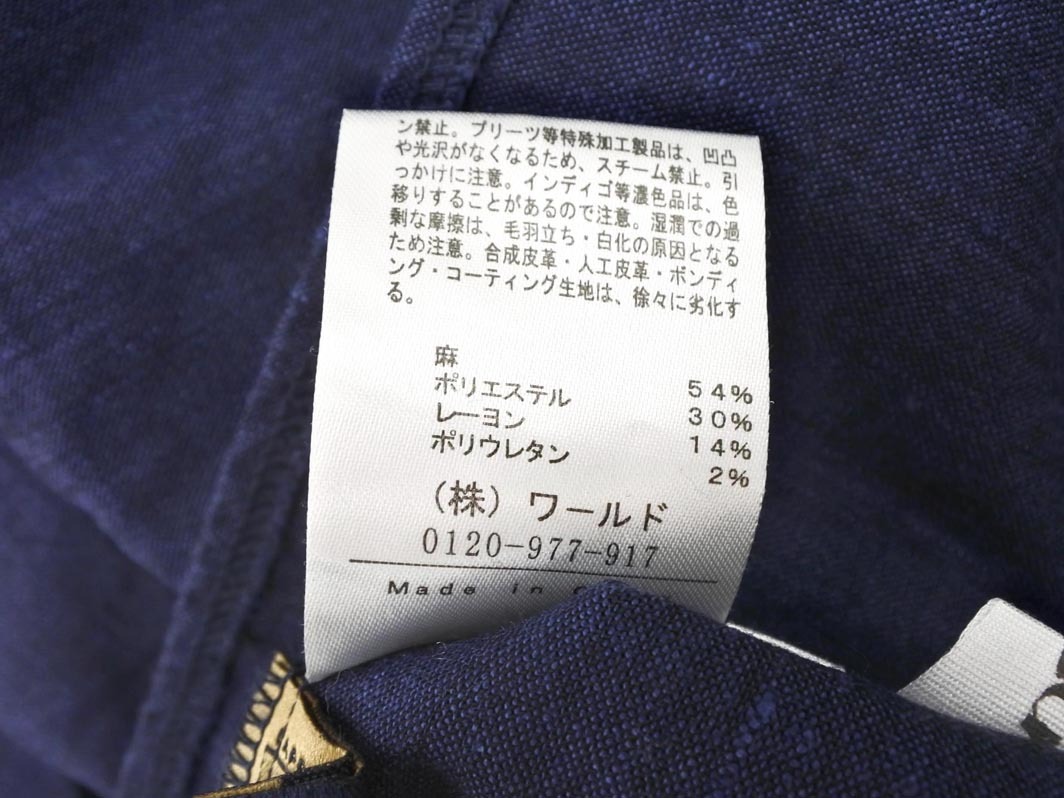 ン禁止。プリーツ等特殊加工製品は、凹凸
や光沢がなくなるため、スチーム禁止。引
っかけに注意。インディゴ等濃色品は、色
移りすることがあるので注意。湿潤での過
剰な摩擦は、毛羽立ち・白化の原因となる
ため注意。合成皮革・人工皮革・ボンディ
ング・コーティング生地は、徐々に劣化す
る。
麻 54%
ポリエステル 30%
レーヨン 14%
ポリウレタン 2%
（株）ワールド
0120-977-917
Made in